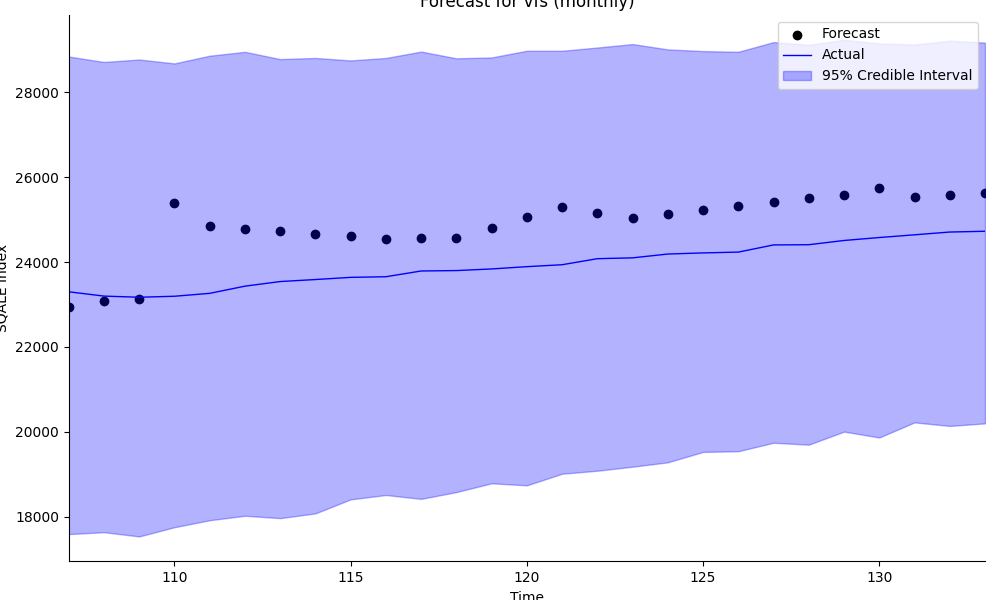 Forecast for vfs (monthly)
Forecast
Actual
95% Credible Interval
28000
26000
24000
22000
20000
18000
SQALE Index
110
115
120
125
130
Time